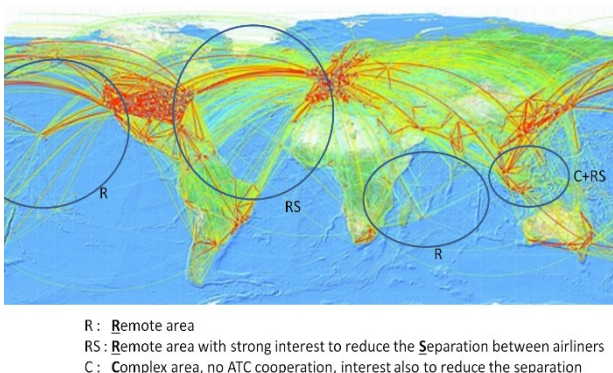 R
RS
C+RS
R
R : Remote area
RS : Remote area with strong interest to reduce the Separation between airliners
C : Complex area, no ATC cooperation, interest also to reduce the separation